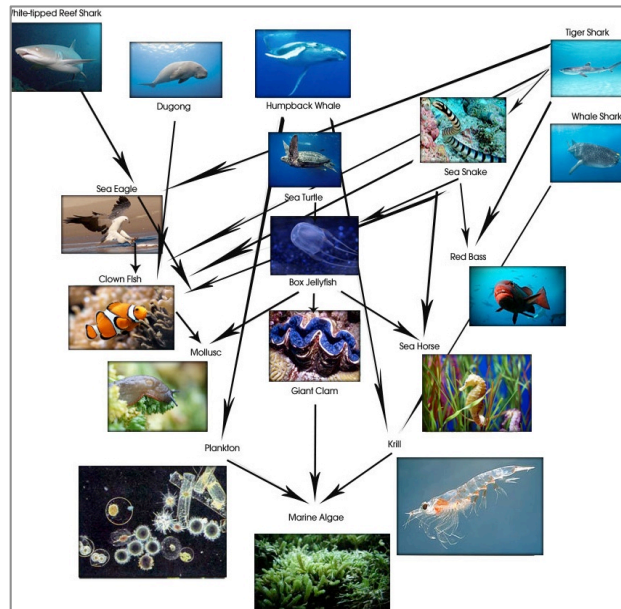 White-tipped Reef Shark
Tiger Shark
Dugong
Humpback Whale
Whale Shark
Sea Snake
Sea Eagle
Sea Turtle
Red Bass
Clown Fish
Box Jellyfish
Mollusc
Sea Horse
Giant Clam
Plankton
Krill
Marine Algae